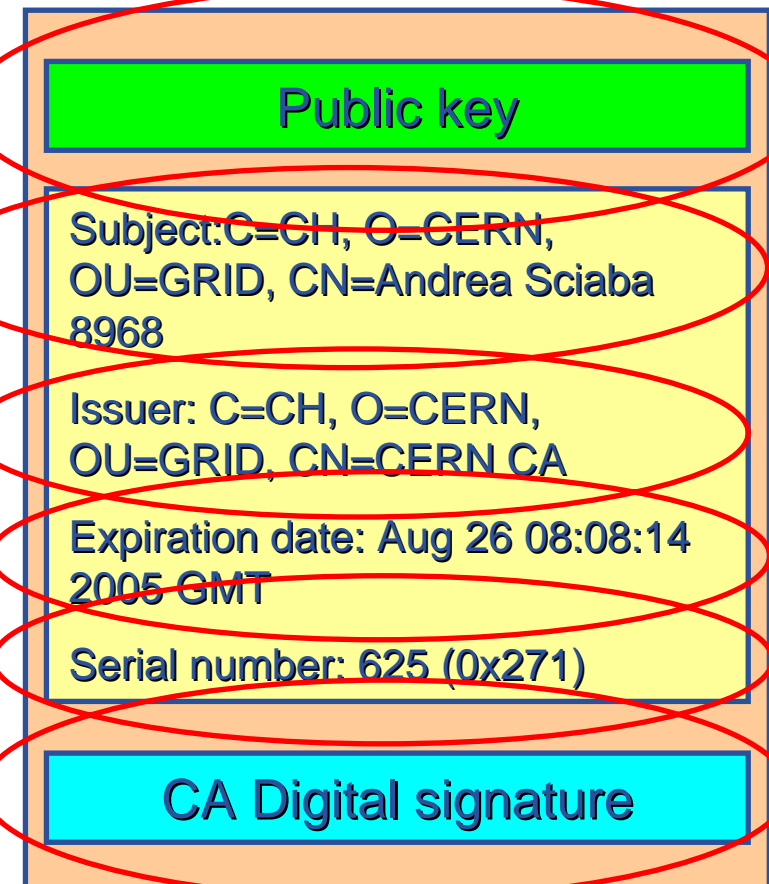 Public key
Subject:C=CH, O=CERN,
OU=GRID, CN=Andrea Sciaba
8968
Issuer: C=CH, O=CERN,
OU=GRID, CN=CERN CA
Expiration date: Aug 26 08:08:14
2005 GMT
Serial number: 625 (0x271)
CA Digital signature